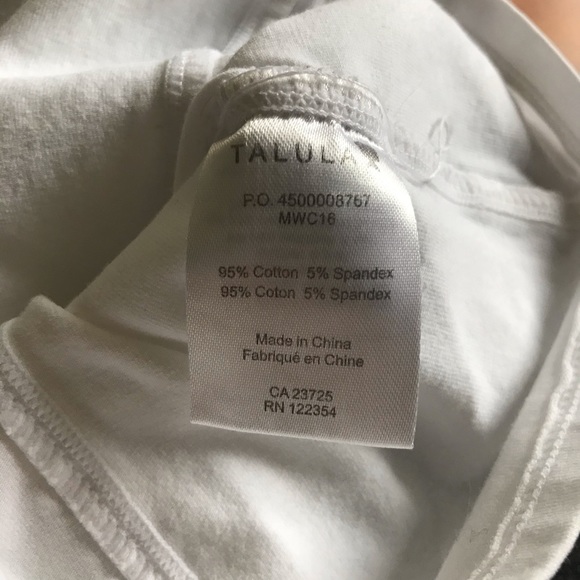 TALULA
P.O. 4500008767
MWC16
95% Cotton 5% Spandex
95% Coton 5% Spandex
Made in China
Fabriqué en Chine
CA 23725
RN 122354